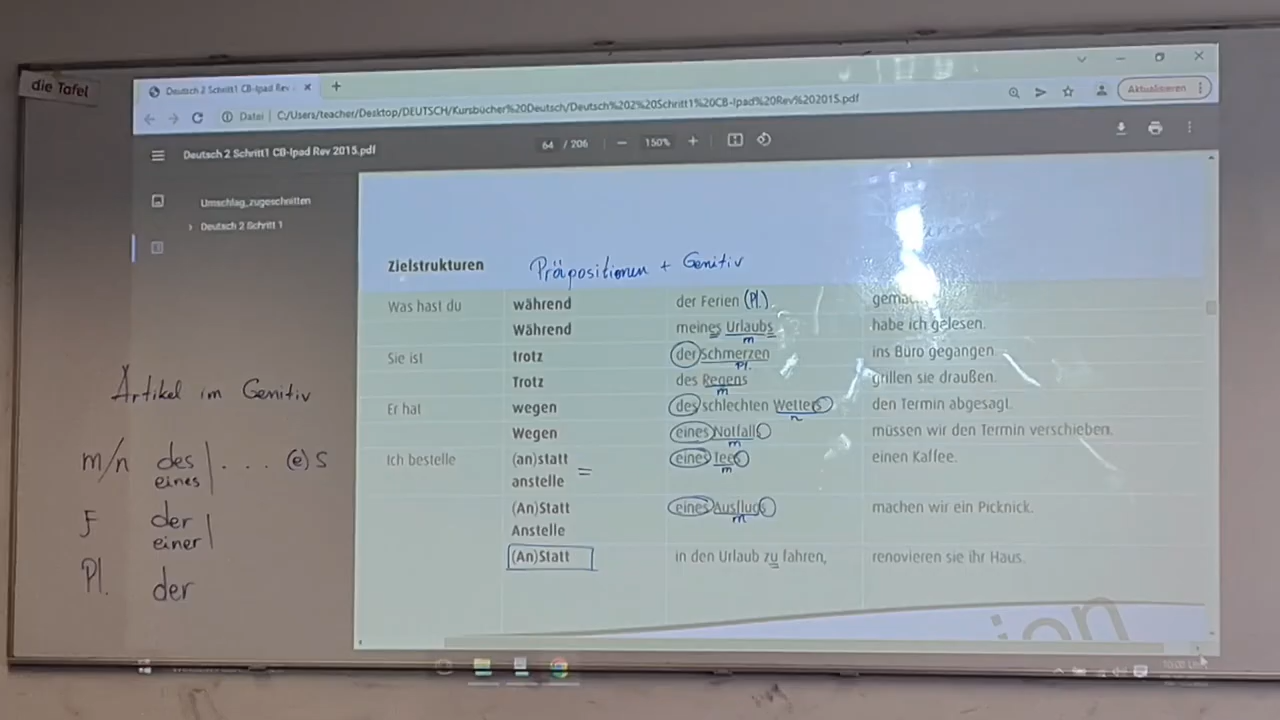 die Tafel
Deutsch 2 Schritt1 CB-Ipad Rev
Datei C:/Users/teacher/Desktop/DEUTSCH/Kursbücher%20Deutsch/Deutsch%202%20Schritt1%20CB-Ipad%20Rev%202015.pdf
Aktualisieren
Deutsch 2 Schritt1 CB-Ipad Rev 2015.pdf
64 / 206
150%
Umschlag_zugeschnitten
Deutsch 2 Schritt 1
Zielstrukturen Präpositionen + Genitiv
Was hast du während der Ferien (Pl.)
Während meines Urlaubs habe ich gelesen.
m
Sie ist trotz der Schmerzen ins Büro gegangen
Pl.
Trotz des Regens grillen sie draußen.
m
Er hat wegen des schlechten Wetters den Termin abgesagt.
n
Wegen eines Notfalls müssen wir den Termin verschieben.
m
Ich bestelle (an)statt = eines Tees einen Kaffee.
m
anstelle
(An)Statt eines Ausflugs machen wir ein Picknick.
m
Anstelle
(An)Statt in den Urlaub zu fahren, renovieren sie ihr Haus.
ion
Artikel im Genitiv
m/n des ... (e)s
eines
F der
einer
Pl. der